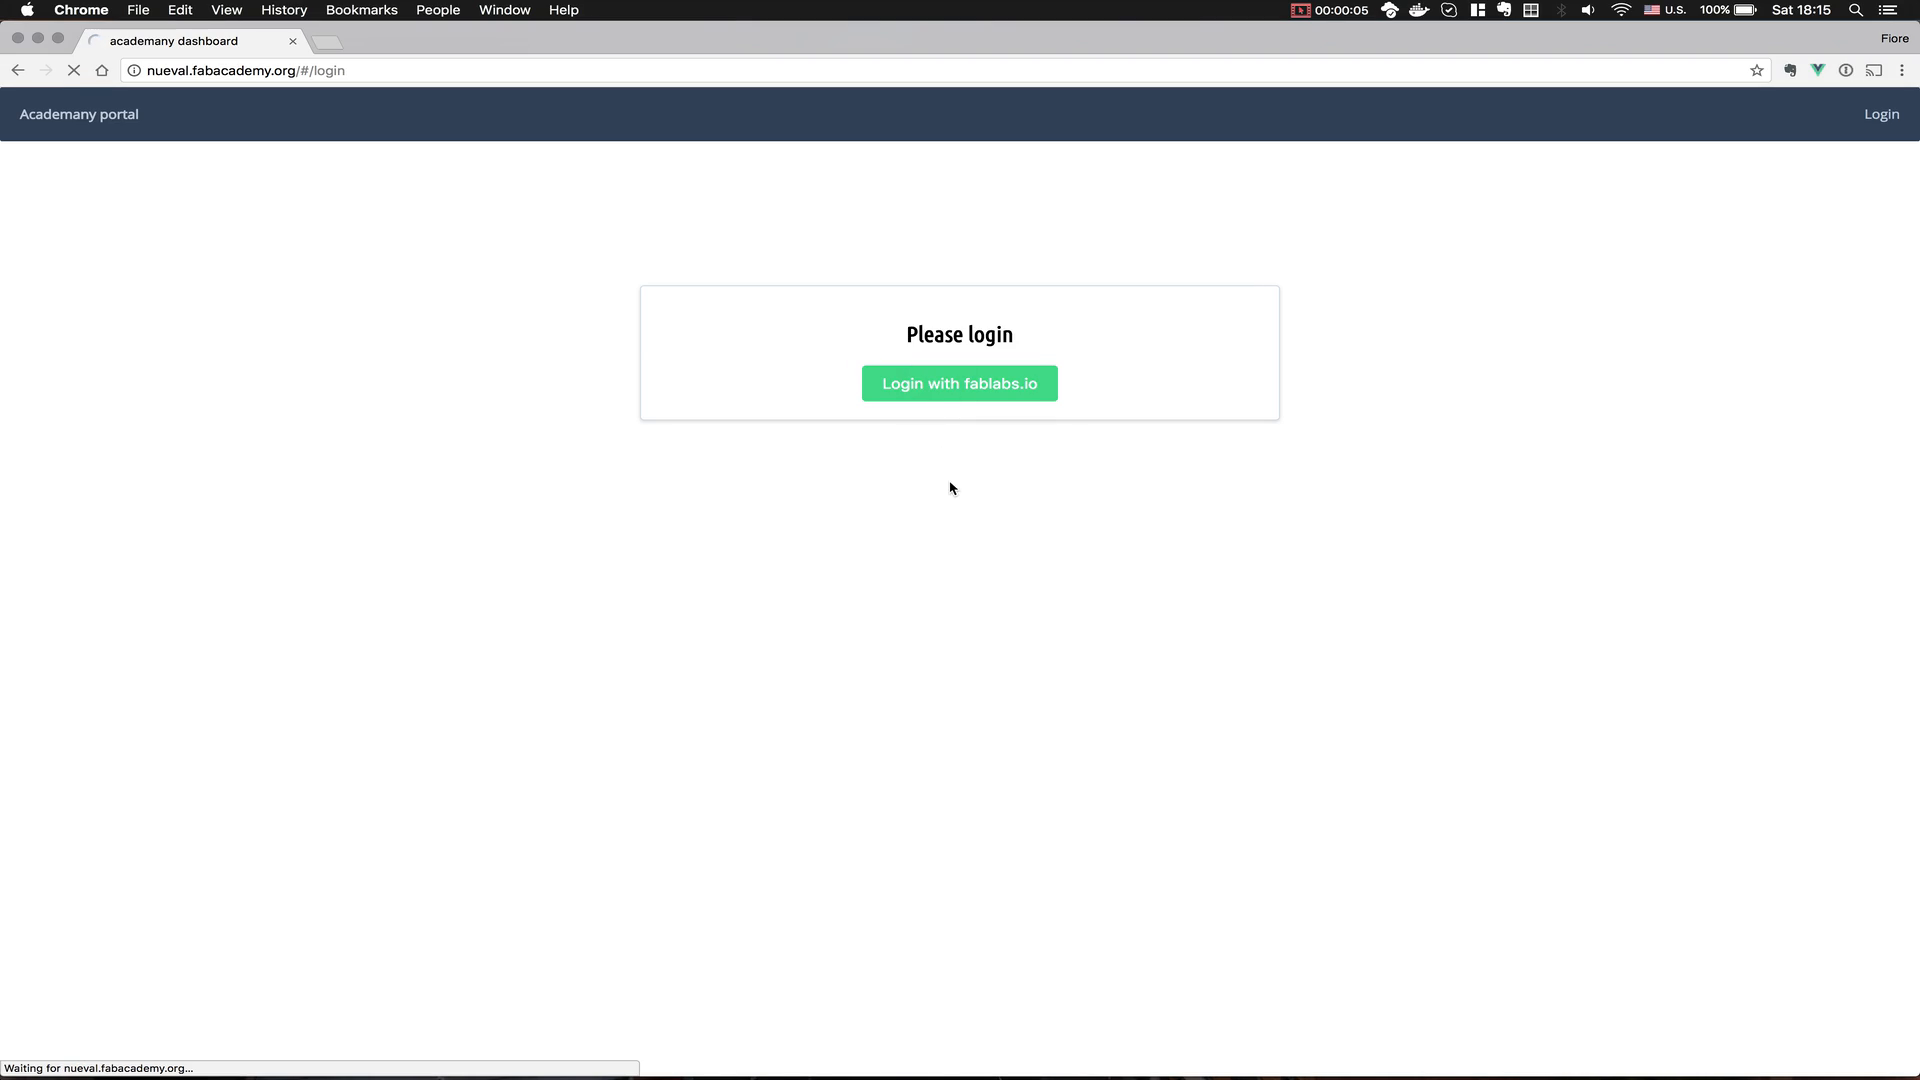 Chrome File Edit View History Bookmarks People Window Help 00:00:05 U.S. 100% Sat 18:15
academany dashboard Fiore
nueval.fabacademy.org/#/login
Academany portal Login
Please login
Login with fablabs.io
Waiting for nueval.fabacademy.org...